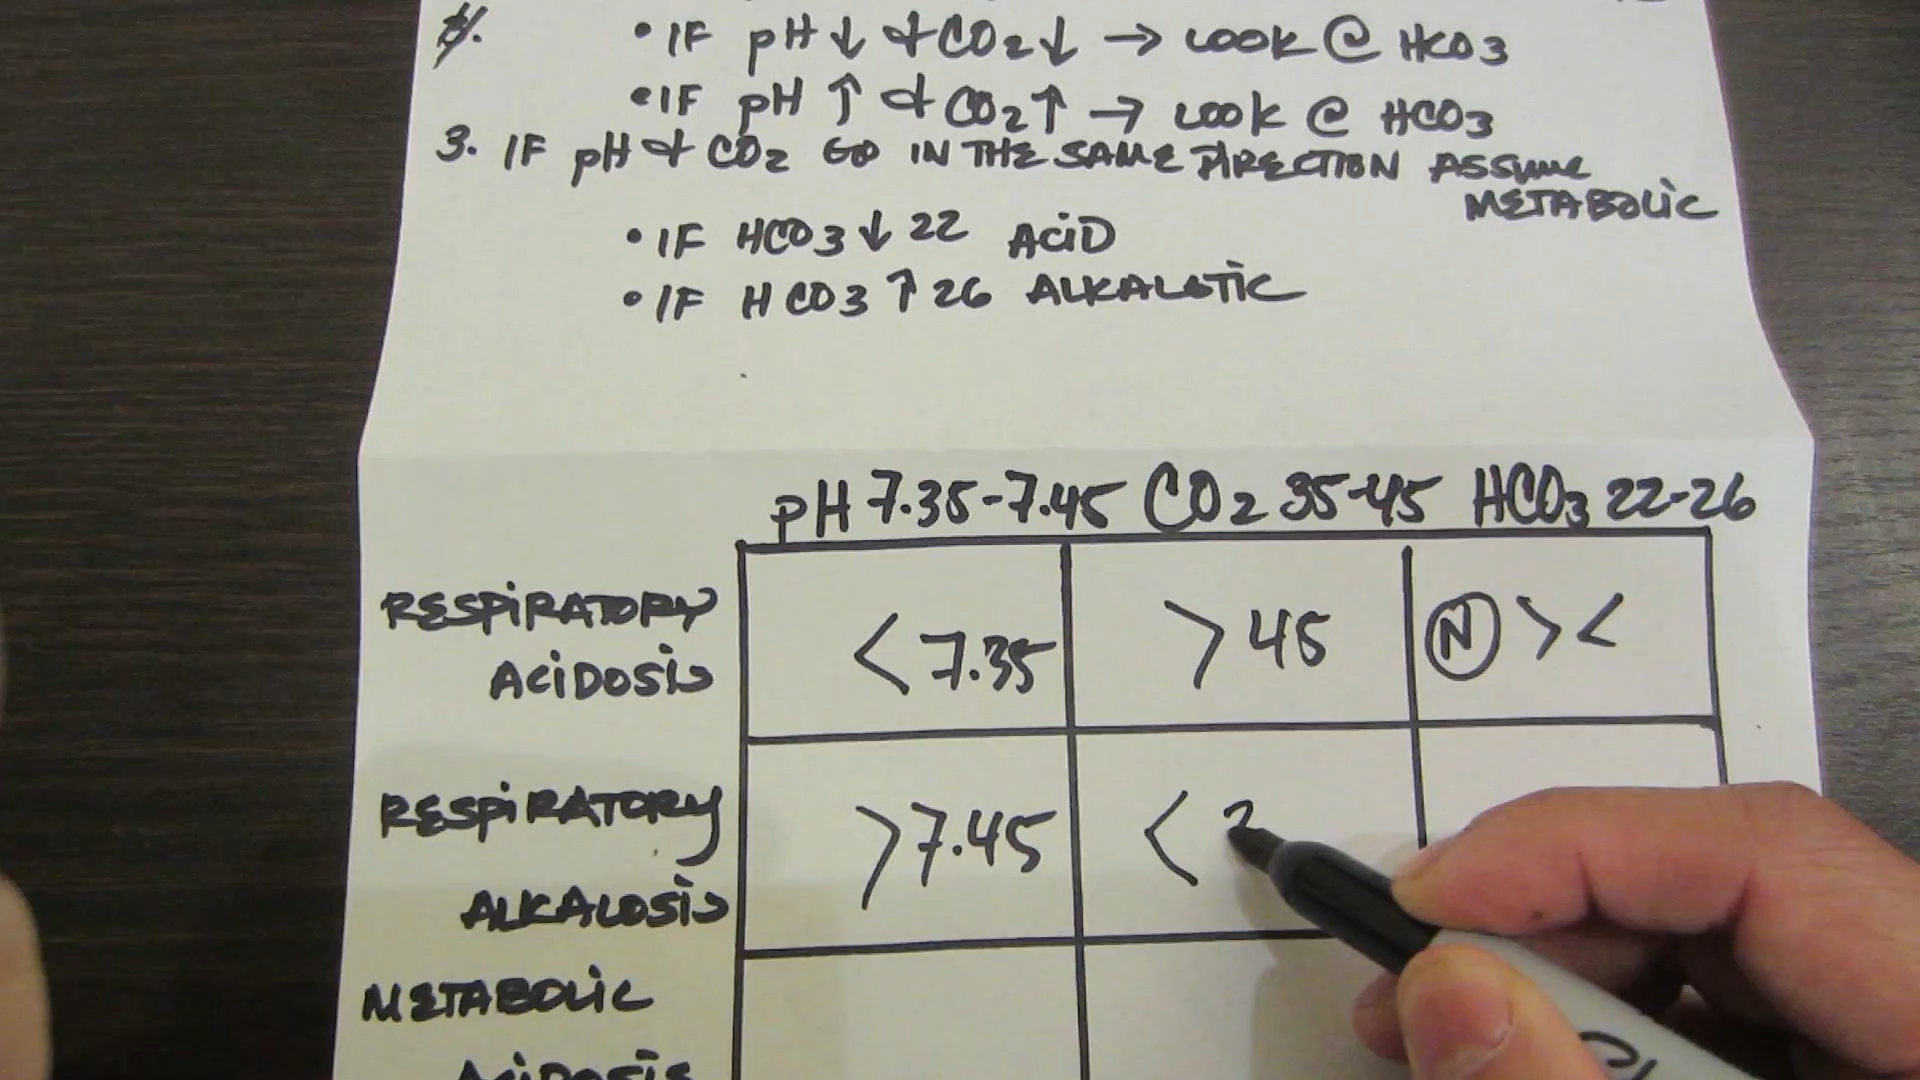 • IF pH ↓ & CO2 ↓ → LOOK @ HCO3
• IF pH ↑ & CO2 ↑ → LOOK @ HCO3
3. IF pH & CO2 GO IN THE SAME DIRECTION ASSUME
METABOLIC
• IF HCO3 ↓ 22 ACID
• IF HCO3 ↑ 26 ALKALOTIC
pH 7.35-7.45 CO2 35-45 HCO3 22-26
RESPIRATORY
ACIDOSIS
< 7.35 > 45 (N) > <
RESPIRATORY
ALKALOSIS
> 7.45 <
METABOLIC
ACIDOSIS